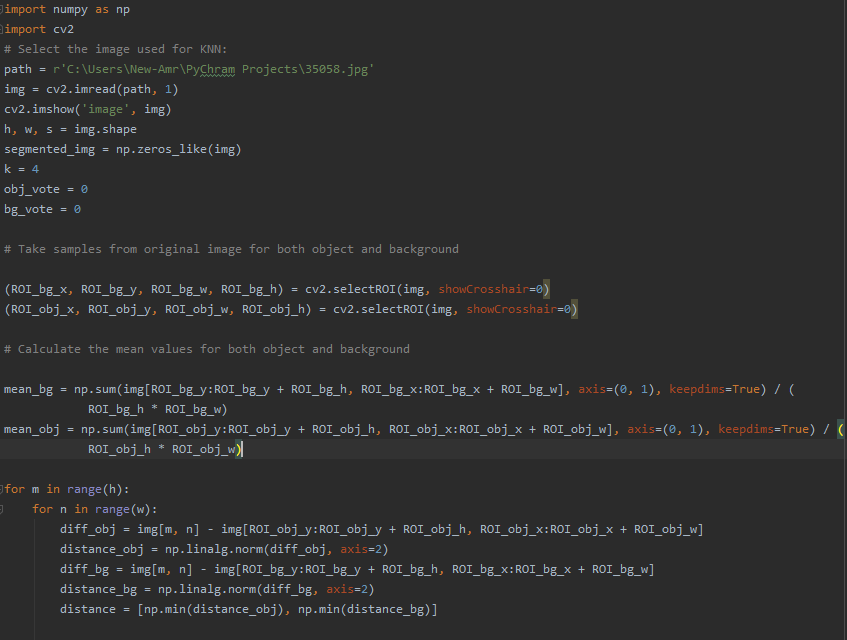 import numpy as np
import cv2
# Select the image used for KNN:
path = r'C:\Users\New-Amr\PyChram Projects\35058.jpg'
img = cv2.imread(path, 1)
cv2.imshow('image', img)
h, w, s = img.shape
segmented_img = np.zeros_like(img)
k = 4
obj_vote = 0
bg_vote = 0
# Take samples from original image for both object and background
(ROI_bg_x, ROI_bg_y, ROI_bg_w, ROI_bg_h) = cv2.selectROI(img, showCrosshair=0)
(ROI_obj_x, ROI_obj_y, ROI_obj_w, ROI_obj_h) = cv2.selectROI(img, showCrosshair=0)
# Calculate the mean values for both object and background
mean_bg = np.sum(img[ROI_bg_y:ROI_bg_y + ROI_bg_h, ROI_bg_x:ROI_bg_x + ROI_bg_w], axis=(0, 1), keepdims=True) / (
            ROI_bg_h * ROI_bg_w)
mean_obj = np.sum(img[ROI_obj_y:ROI_obj_y + ROI_obj_h, ROI_obj_x:ROI_obj_x + ROI_obj_w], axis=(0, 1), keepdims=True) / (
            ROI_obj_h * ROI_obj_w)
for m in range(h):
    for n in range(w):
        diff_obj = img[m, n] - img[ROI_obj_y:ROI_obj_y + ROI_obj_h, ROI_obj_x:ROI_obj_x + ROI_obj_w]
        distance_obj = np.linalg.norm(diff_obj, axis=2)
        diff_bg = img[m, n] - img[ROI_bg_y:ROI_bg_y + ROI_bg_h, ROI_bg_x:ROI_bg_x + ROI_bg_w]
        distance_bg = np.linalg.norm(diff_bg, axis=2)
        distance = [np.min(distance_obj), np.min(distance_bg)]